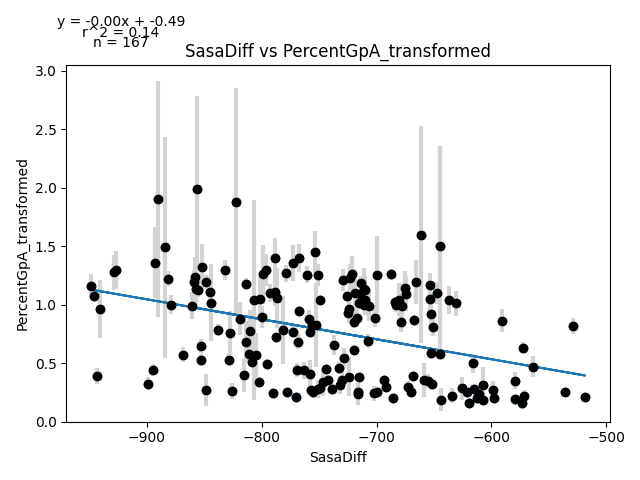 y = -0.00x + -0.49
r^2 = 0.14
n = 167
SasaDiff vs PercentGpA_transformed
3.0
2.5
2.0
1.5
1.0
0.5
0.0
PercentGpA_transformed
−900
−800
−700
−600
−500
SasaDiff